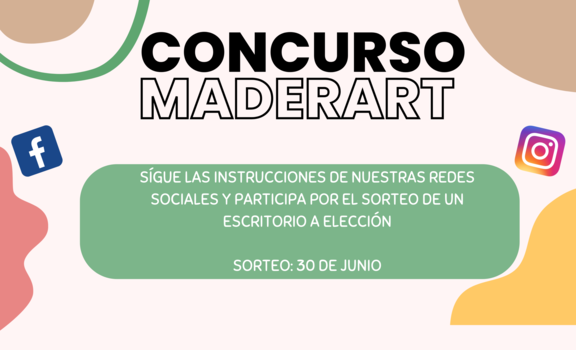 CONCURSO
MADERART
SÍGUE LAS INSTRUCCIONES DE NUESTRAS REDES
SOCIALES Y PARTICIPA POR EL SORTEO DE UN
ESCRITORIO A ELECCIÓN
SORTEO: 30 DE JUNIO